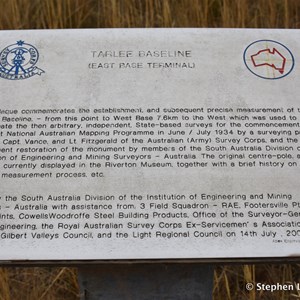 TARLEE BASELINE
(EAST BASE TERMINAL)
commemorates the establishment, and subsequent precise measurement of
Baseline, - from this point to West Base 7.6km to the West which was used to
the then arbitrary, independent, State-based surveys for the commencement
of National Australian Mapping Programme in June / July 1934 by a surveying
Capt. Vance, and Lt. Fitzgerald of the Australian (Army) Survey Corps, and the
restoration of the monument by members of the South Australia Division
of Engineering and Mining Surveyors - Australia. The original centre-pole,
currently displayed in the Riverton Museum, together with a brief history
measurement process, etc.
by the South Australia Division of the Institution of Engineering and Mining
- Australia with assistance from, 3 Field Squadron - RAE, Footersville
CowellsWoodroffe Steel Building Products, Office of the Surveyor-
the Royal Australian Survey Corps Ex-Servicemen's
Gilbert Valleys Council, and the Light Regional Council on 14th July ,
© Stephen